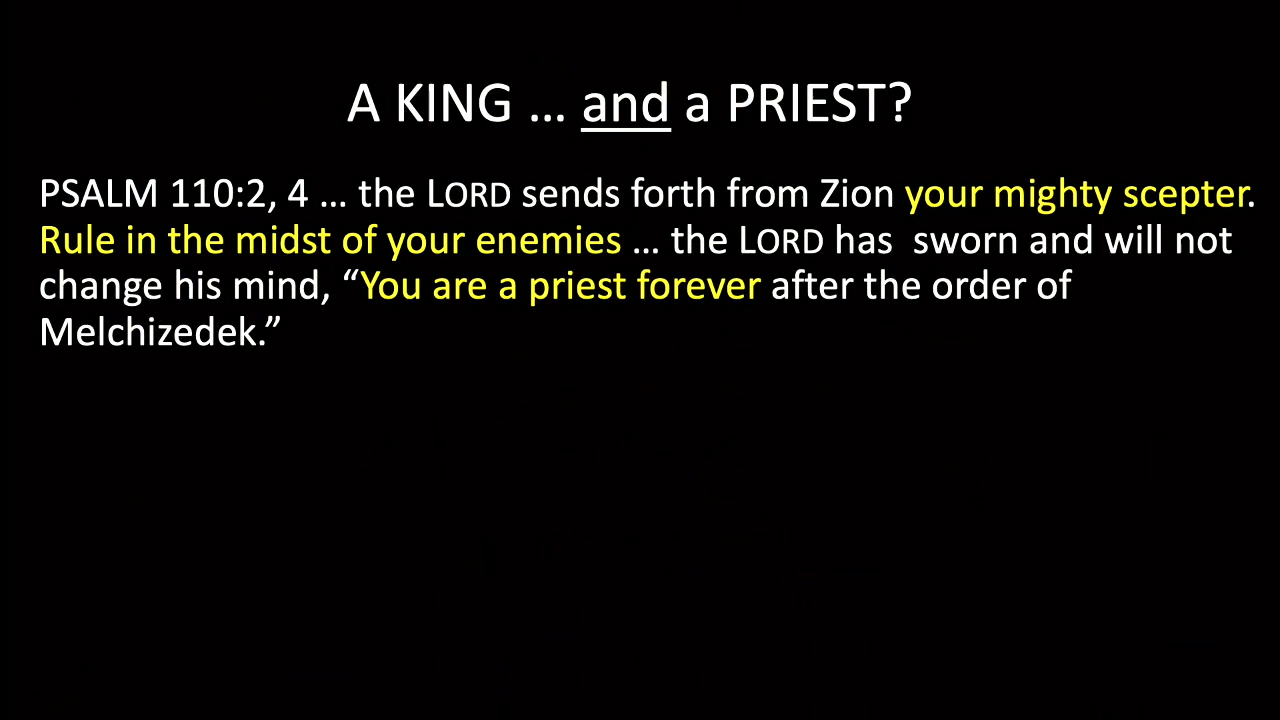 A KING … and a PRIEST?
PSALM 110:2, 4 … the LORD sends forth from Zion your mighty scepter.
Rule in the midst of your enemies … the LORD has  sworn and will not
change his mind, “You are a priest forever after the order of
Melchizedek.”